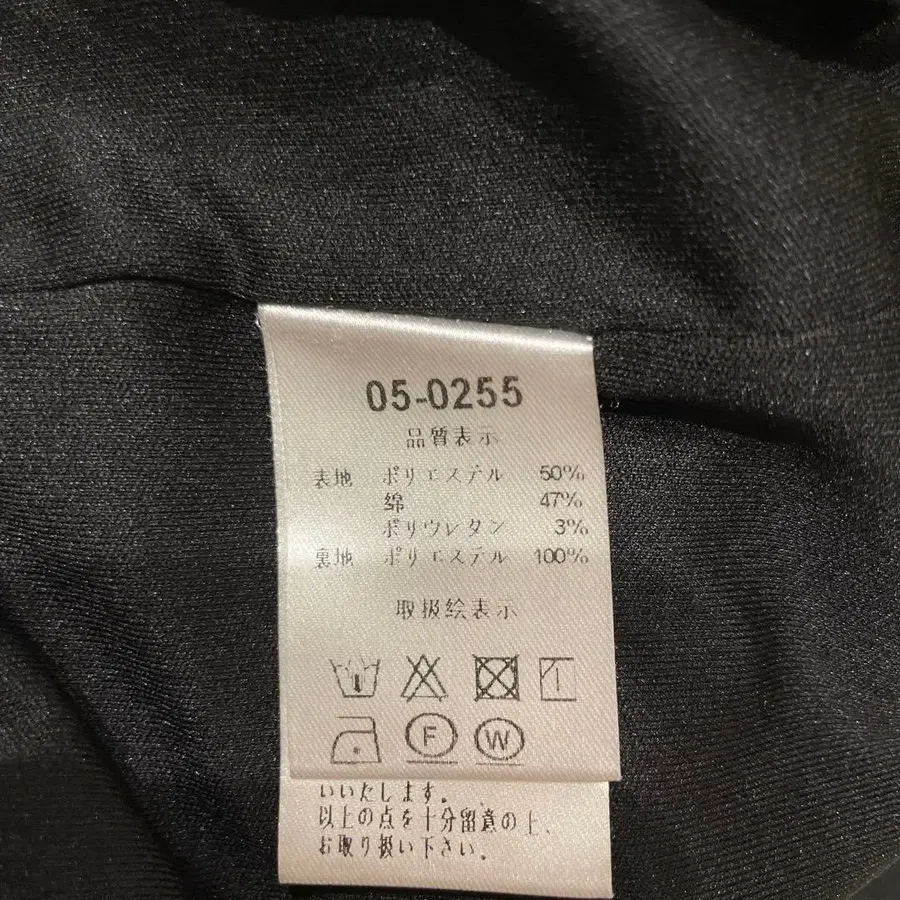 05-0255
品質表示
表地 ポリエステル 50%
綿 47%
ポリウレタン 3%
裏地 ポリエステル 100%
取扱絵表示
F W
いいたします。
以上の点を十分留意の上、
お取り扱い下さい。